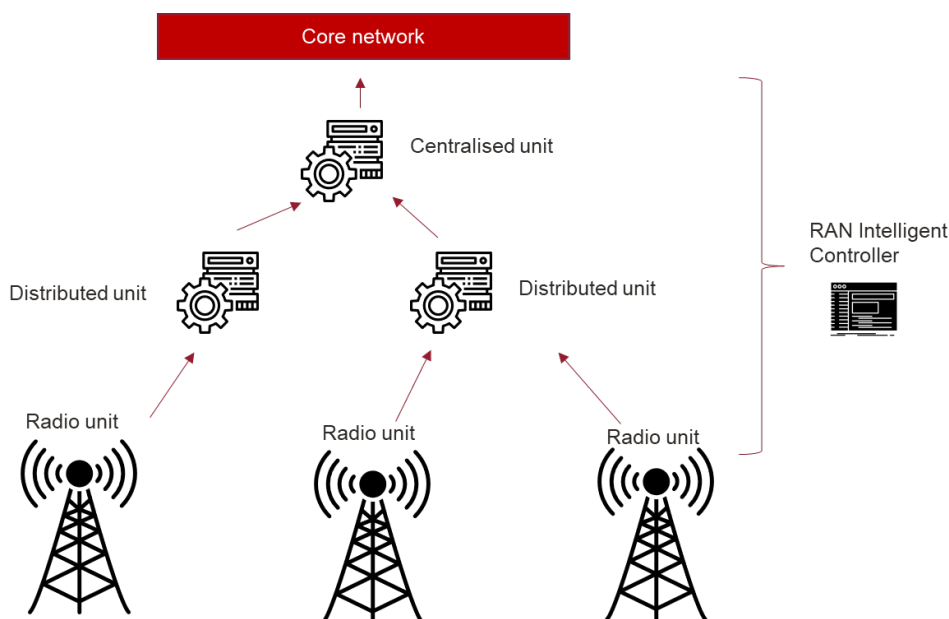 Core network
Centralised unit
RAN Intelligent
Controller
Distributed unit
Distributed unit
Radio unit
Radio unit
Radio unit